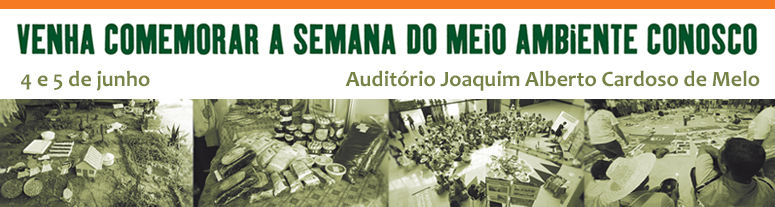 VENHA COMEMORAR A SEMANA DO MEiO AMBiENTE CONOSCO
4 e 5 de junho
Auditório Joaquim Alberto Cardoso de Melo